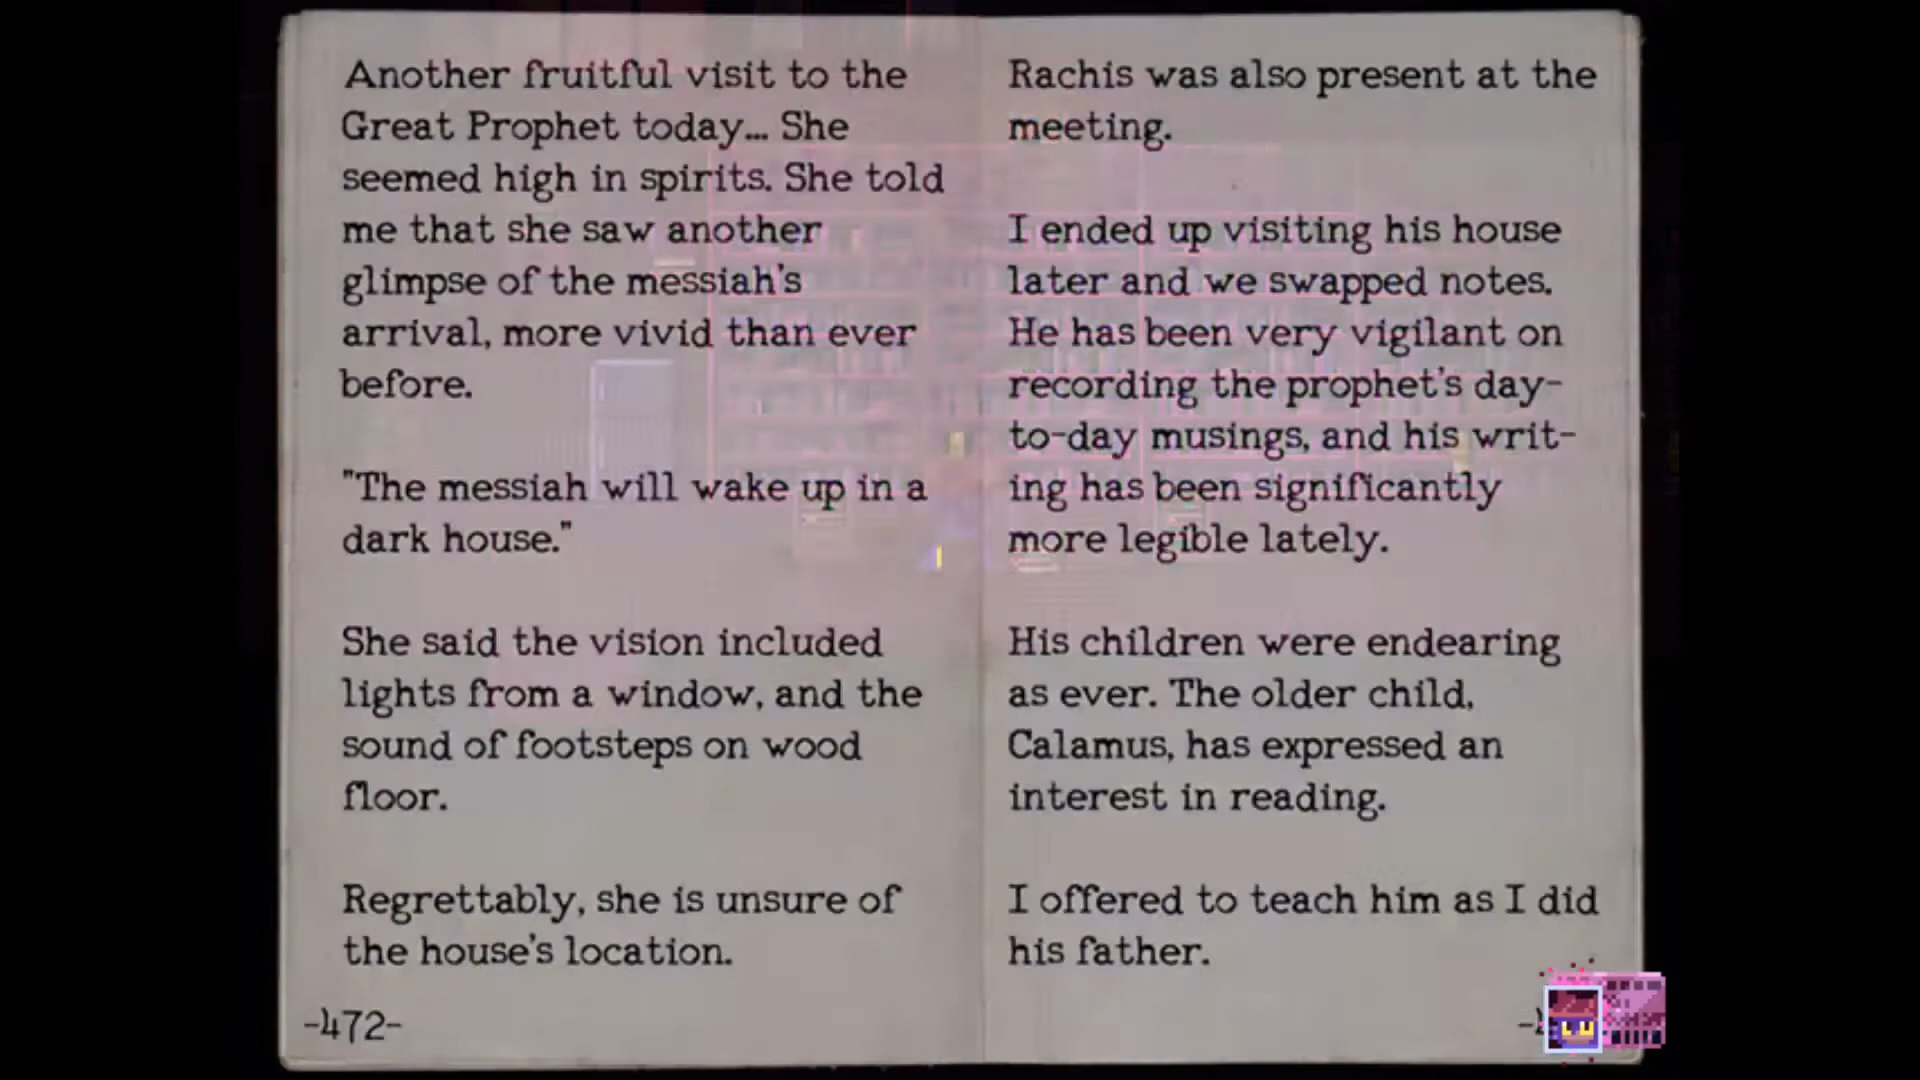 Another fruitful visit to the
Great Prophet today... She
seemed high in spirits. She told
me that she saw another
glimpse of the messiah's
arrival, more vivid than ever
before.
"The messiah will wake up in a
dark house."
She said the vision included
lights from a window, and the
sound of footsteps on wood
floor.
Regrettably, she is unsure of
the house's location.
-472-
Rachis was also present at the
meeting.
I ended up visiting his house
later and we swapped notes.
He has been very vigilant on
recording the prophet's day-
to-day musings, and his writ-
ing has been significantly
more legible lately.
His children were endearing
as ever. The older child,
Calamus, has expressed an
interest in reading.
I offered to teach him as I did
his father.